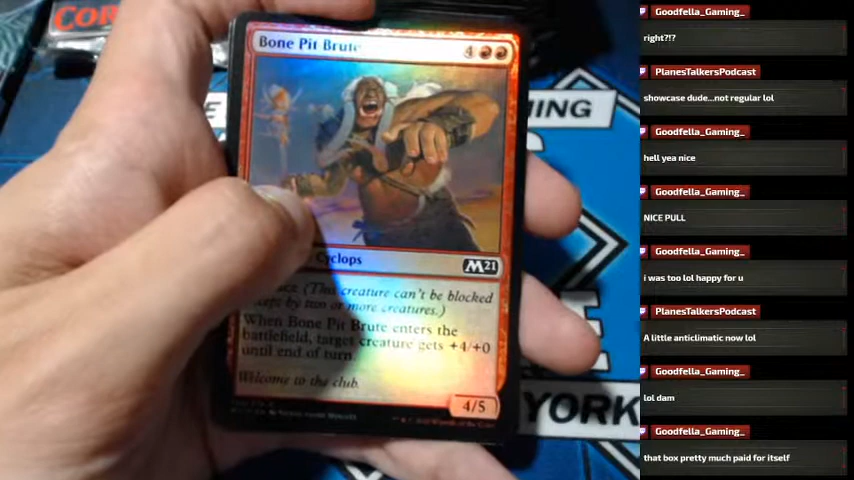 COR
Bone Pit Brute
4
Cyclops
M21
(This creature can't be blocked
by two or more creatures.)
When Bone Pit Brute enters the
battlefield, target creature gets +4/+0
until end of turn.
Welcome to the club.
4/5
ING
YORK
Goodfella_Gaming_
right?!?
PlanesTalkersPodcast
showcase dude...not regular lol
Goodfella_Gaming_
hell yea nice
Goodfella_Gaming_
NICE PULL
Goodfella_Gaming_
i was too lol happy for u
PlanesTalkersPodcast
A little anticlimatic now lol
Goodfella_Gaming_
lol dam
Goodfella_Gaming_
that box pretty much paid for itself